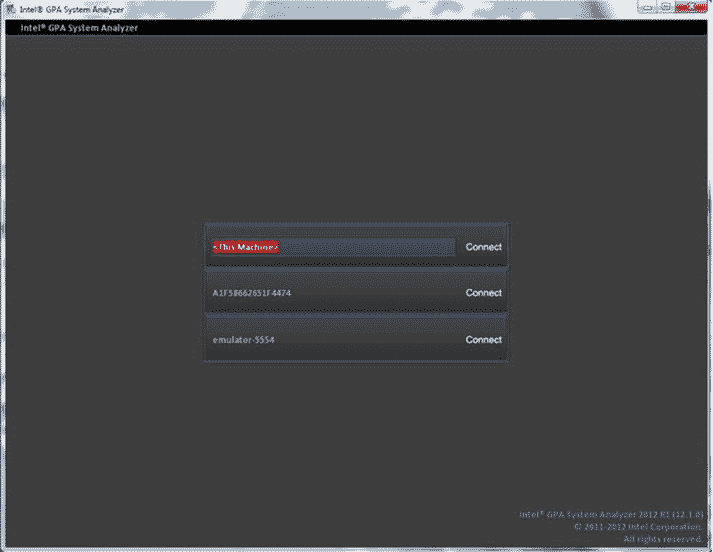 Intel® GPA System Analyzer
Intel® GPA System Analyzer
<This Machine>
Connect
A1F58662651F4474
Connect
emulator-5554
Connect
Intel® GPA System Analyzer 2012 R1 (12.1.0)
© 2011-2012 Intel Corporation.
All rights reserved.